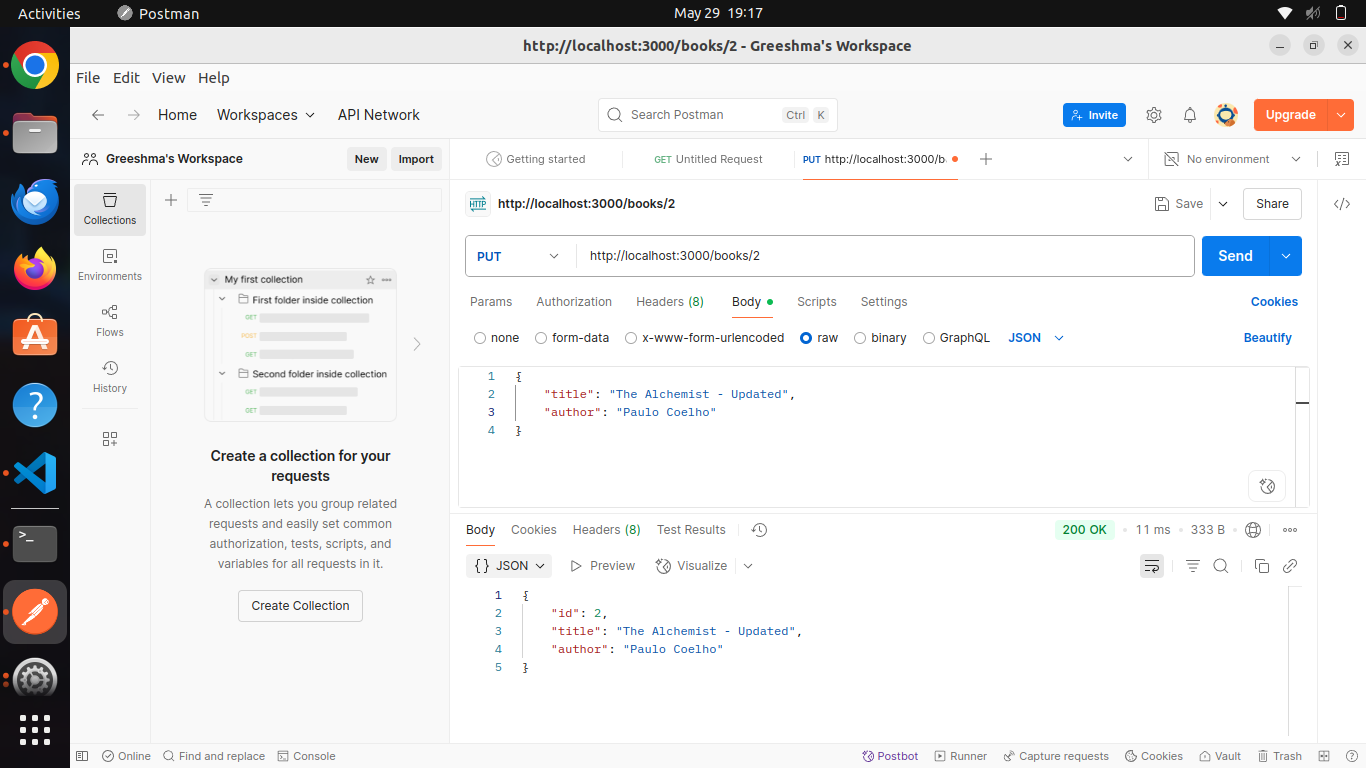 Activities Postman May 29 19:17
http://localhost:3000/books/2 - Greeshma's Workspace
File Edit View Help
Home Workspaces API Network Search Postman Ctrl K Invite Upgrade
Greeshma's Workspace New Import Getting started GET Untitled Request PUT http://localhost:3000/b No environment
Collections
Environments
Flows
History
My first collection
First folder inside collection
GET
POST
GET
Second folder inside collection
GET
GET
Create a collection for your
requests
A collection lets you group related
requests and easily set common
authorization, tests, scripts, and
variables for all requests in it.
Create Collection
HTTP http://localhost:3000/books/2 Save Share
PUT http://localhost:3000/books/2 Send
Params Authorization Headers (8) Body Scripts Settings Cookies
none form-data x-www-form-urlencoded raw binary GraphQL JSON Beautify
1 {
2 "title": "The Alchemist - Updated",
3 "author": "Paulo Coelho"
4 }
Body Cookies Headers (8) Test Results 200 OK 11 ms 333 B
{} JSON Preview Visualize
1 {
2 "id": 2,
3 "title": "The Alchemist - Updated",
4 "author": "Paulo Coelho"
5 }
Online Find and replace Console Postbot Runner Capture requests Cookies Vault Trash